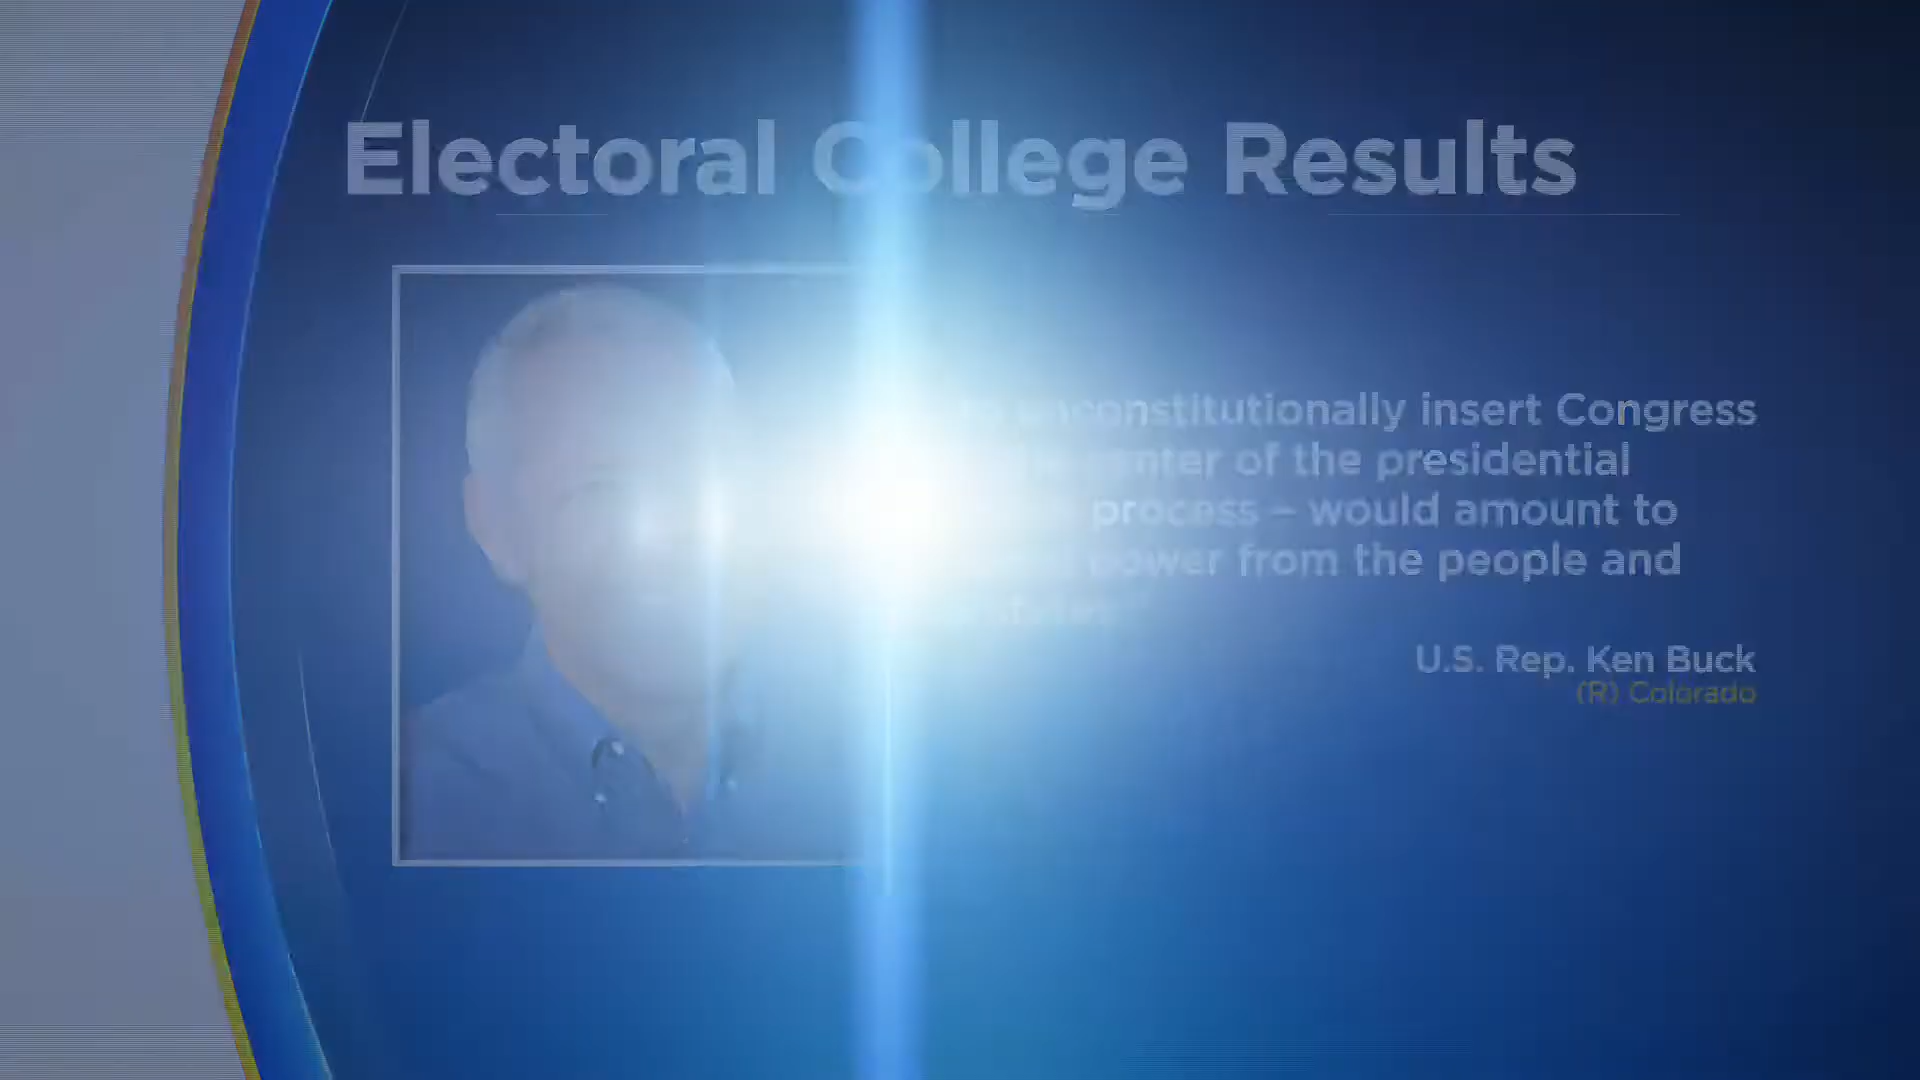 Electoral College Results
unconstitutionally insert Congress
center of the presidential
process – would amount to
power from the people and
U.S. Rep. Ken Buck
(R) Colorado